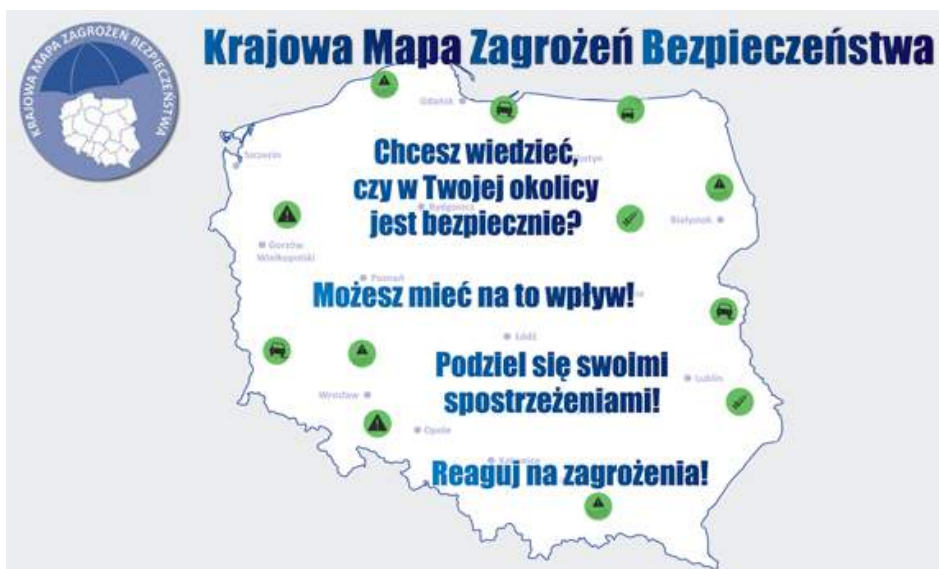 KRAJOWA MAPA ZAGROŻEŃ BEZPIECZEŃSTWA
Krajowa Mapa Zagrożeń Bezpieczeństwa
Gdańsk
Szczecin
Chcesz wiedzieć,
czy w Twojej okolicy
Bydgoszcz
jest bezpiecznie?
Białystok
Gorzów
Wielkopolski
Poznań
Możesz mieć na to wpływ!
Łódź
Podziel się swoimi
Lublin
Wrocław
spostrzeżeniami!
Opole
Katowice
Reaguj na zagrożenia!